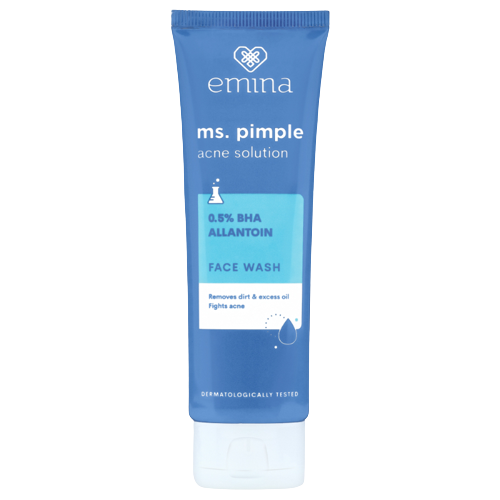 emina
ms. pimple
acne solution
0.5% BHA
ALLANTOIN
FACE WASH
Removes dirt & excess oil
Fights acne
DERMATOLOGICALLY TESTED